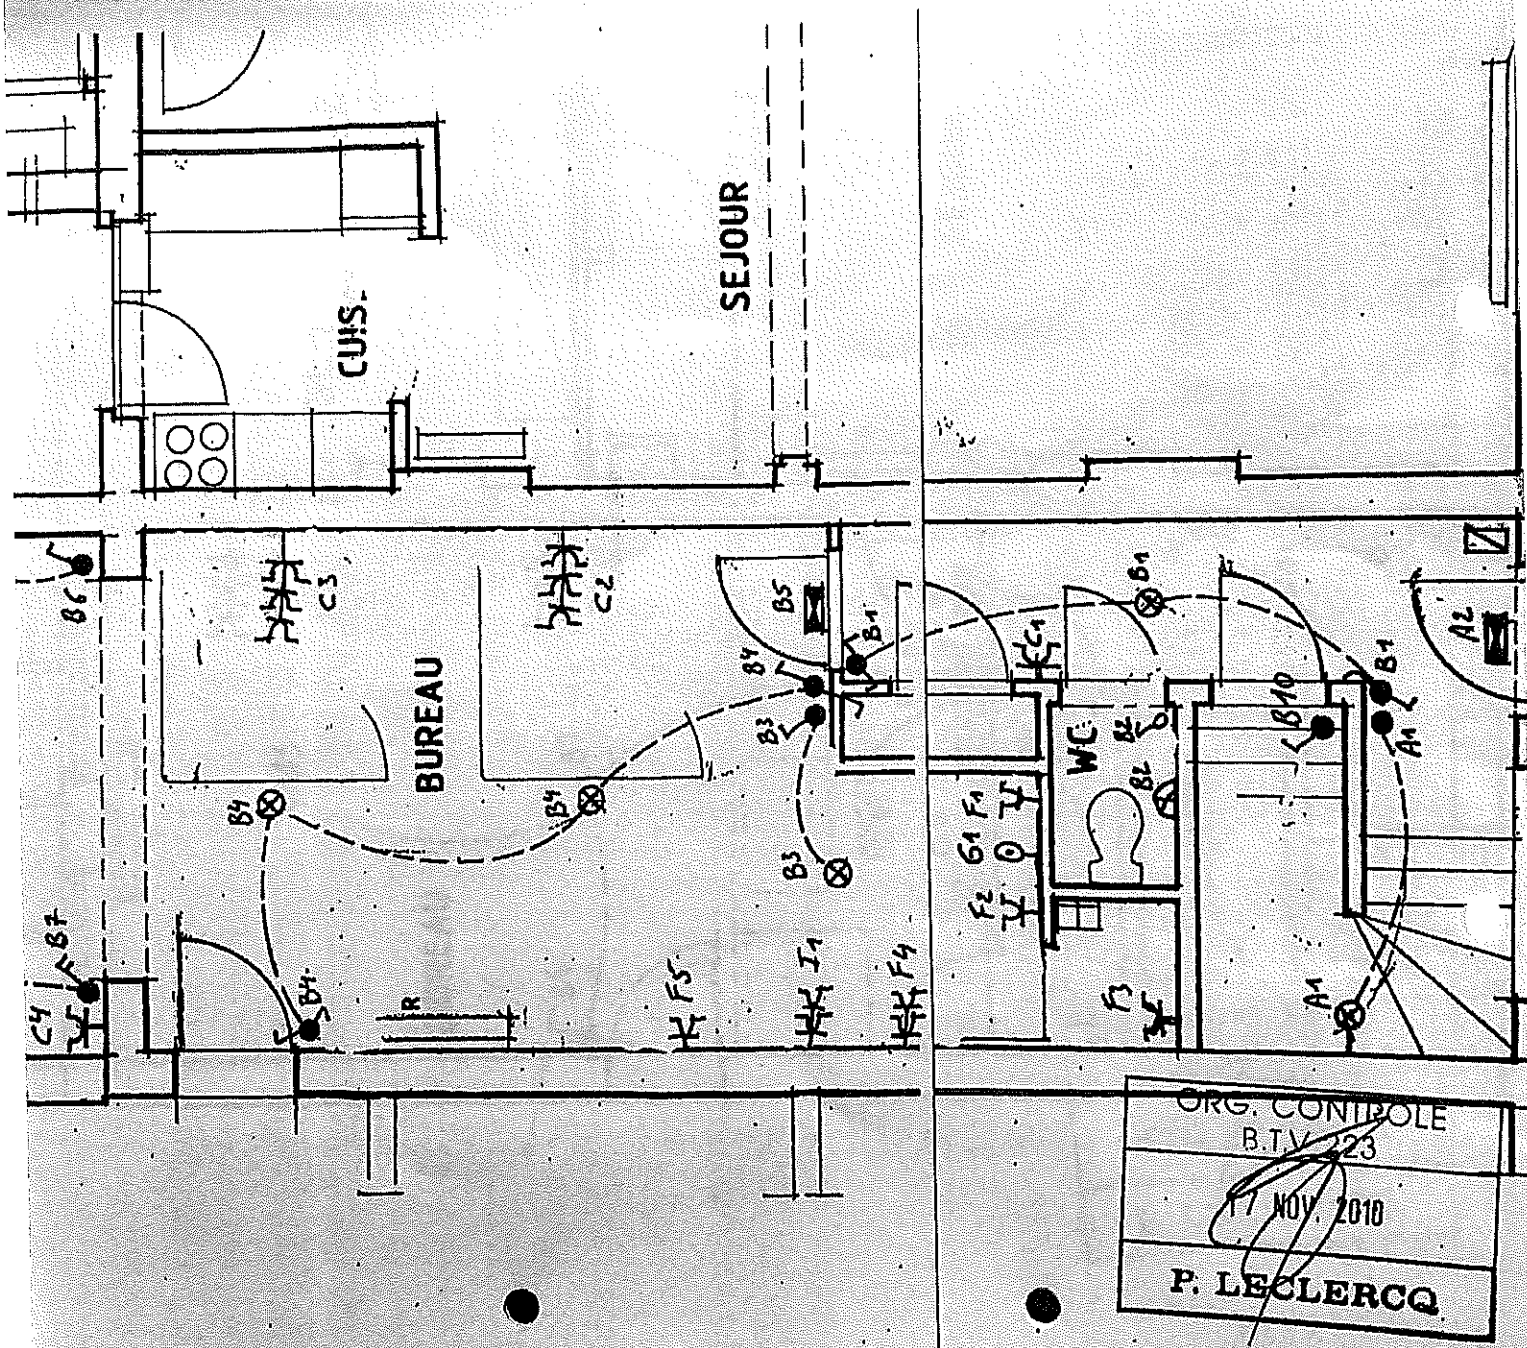 SEJOUR
CUIS.
B6
C3
C2
B5
B1
B1
C1
A2
BUREAU
B4
B3
B1
B10
A1
WC.
B2
B2
B4
B4
B3
F1
G1
F2
B7
C4
B4
R
F5
I1
F4
F3
A1
ORG. CONTROLE
B.T.V. 223
17 NOV. 2010
P. LECLERCQ